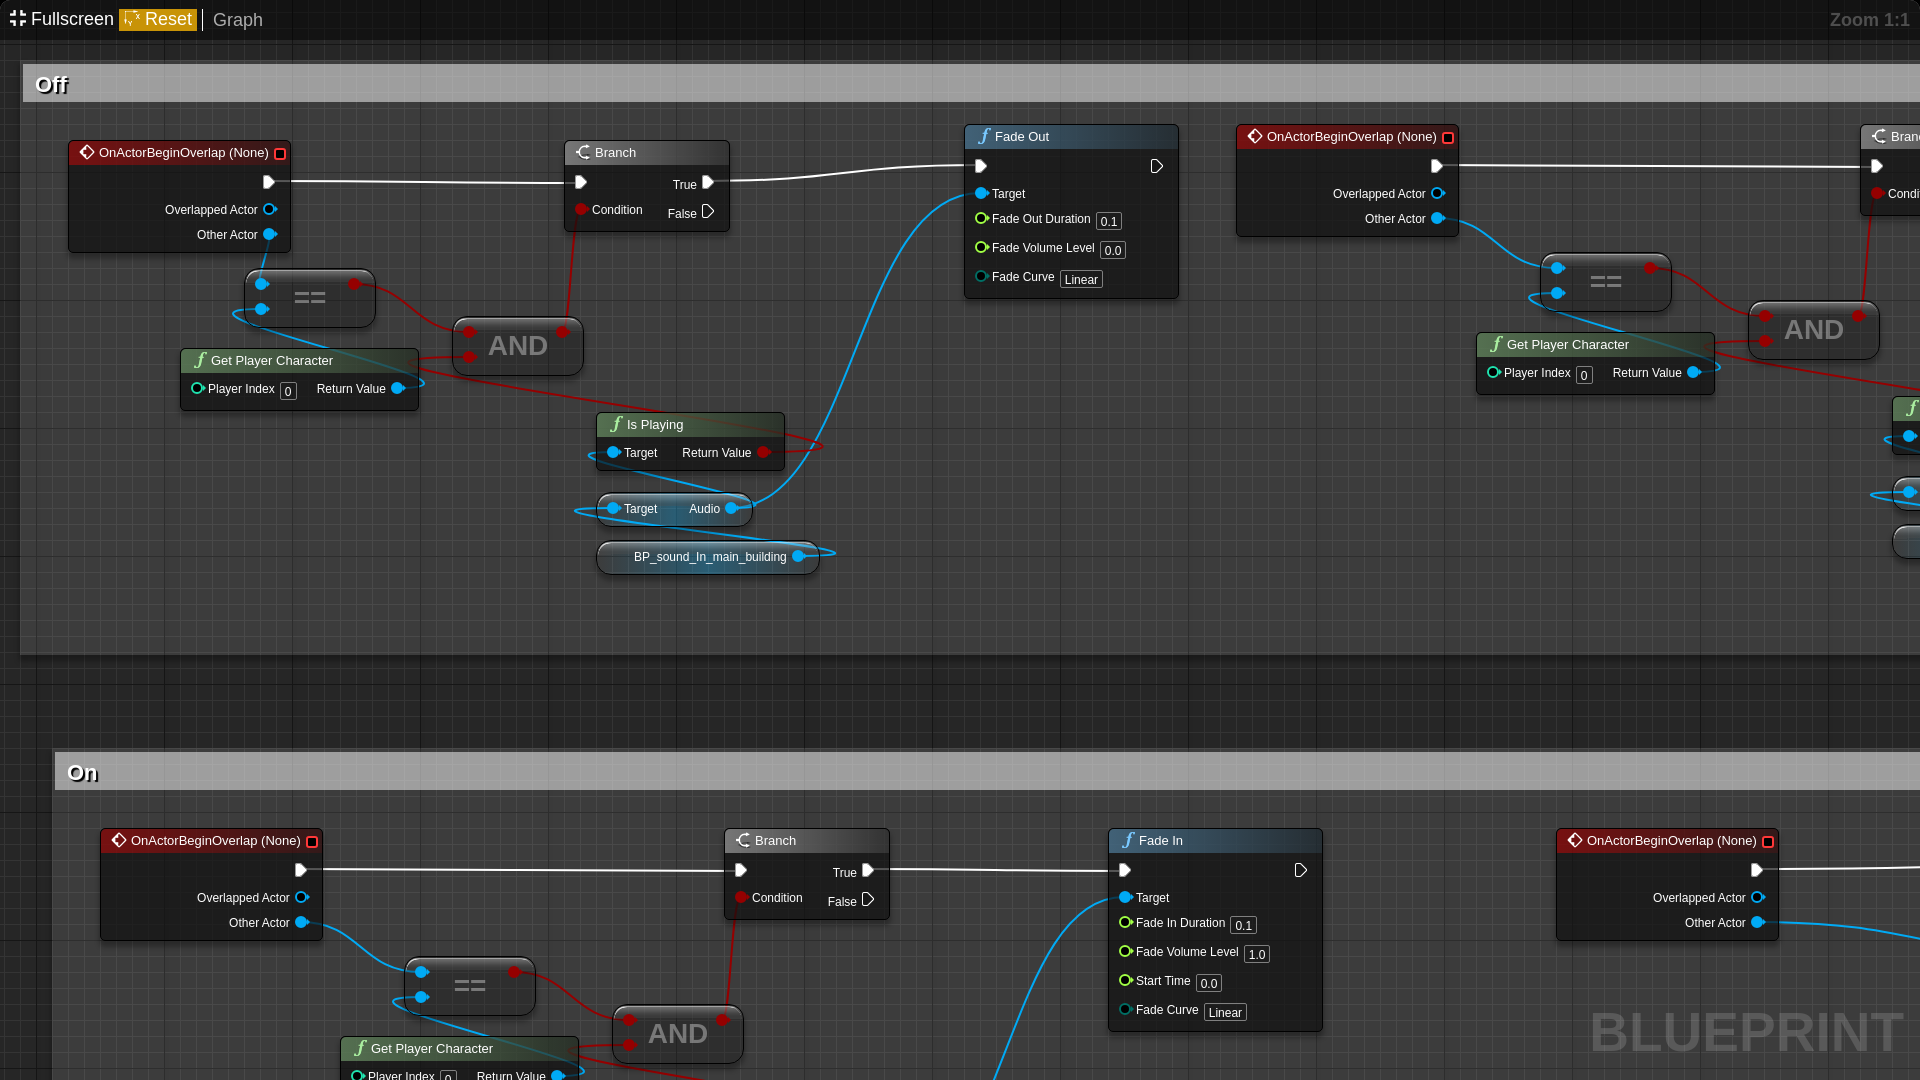 Fullscreen Reset Graph Zoom 1:1
Off
OnActorBeginOverlap (None)
Overlapped Actor
Other Actor
==
Get Player Character
Player Index 0 Return Value
AND
Branch
True
Condition False
Is Playing
Target Return Value
Target Audio
BP_sound_In_main_building
Fade Out
Target
Fade Out Duration 0.1
Fade Volume Level 0.0
Fade Curve Linear
OnActorBeginOverlap (None)
Overlapped Actor
Other Actor
==
Get Player Character
Player Index 0 Return Value
AND
On
OnActorBeginOverlap (None)
Overlapped Actor
Other Actor
==
Get Player Character
Player Index 0 Return Value
AND
Branch
True
Condition False
Fade In
Target
Fade In Duration 0.1
Fade Volume Level 1.0
Start Time 0.0
Fade Curve Linear
OnActorBeginOverlap (None)
Overlapped Actor
Other Actor
BLUEPRINT